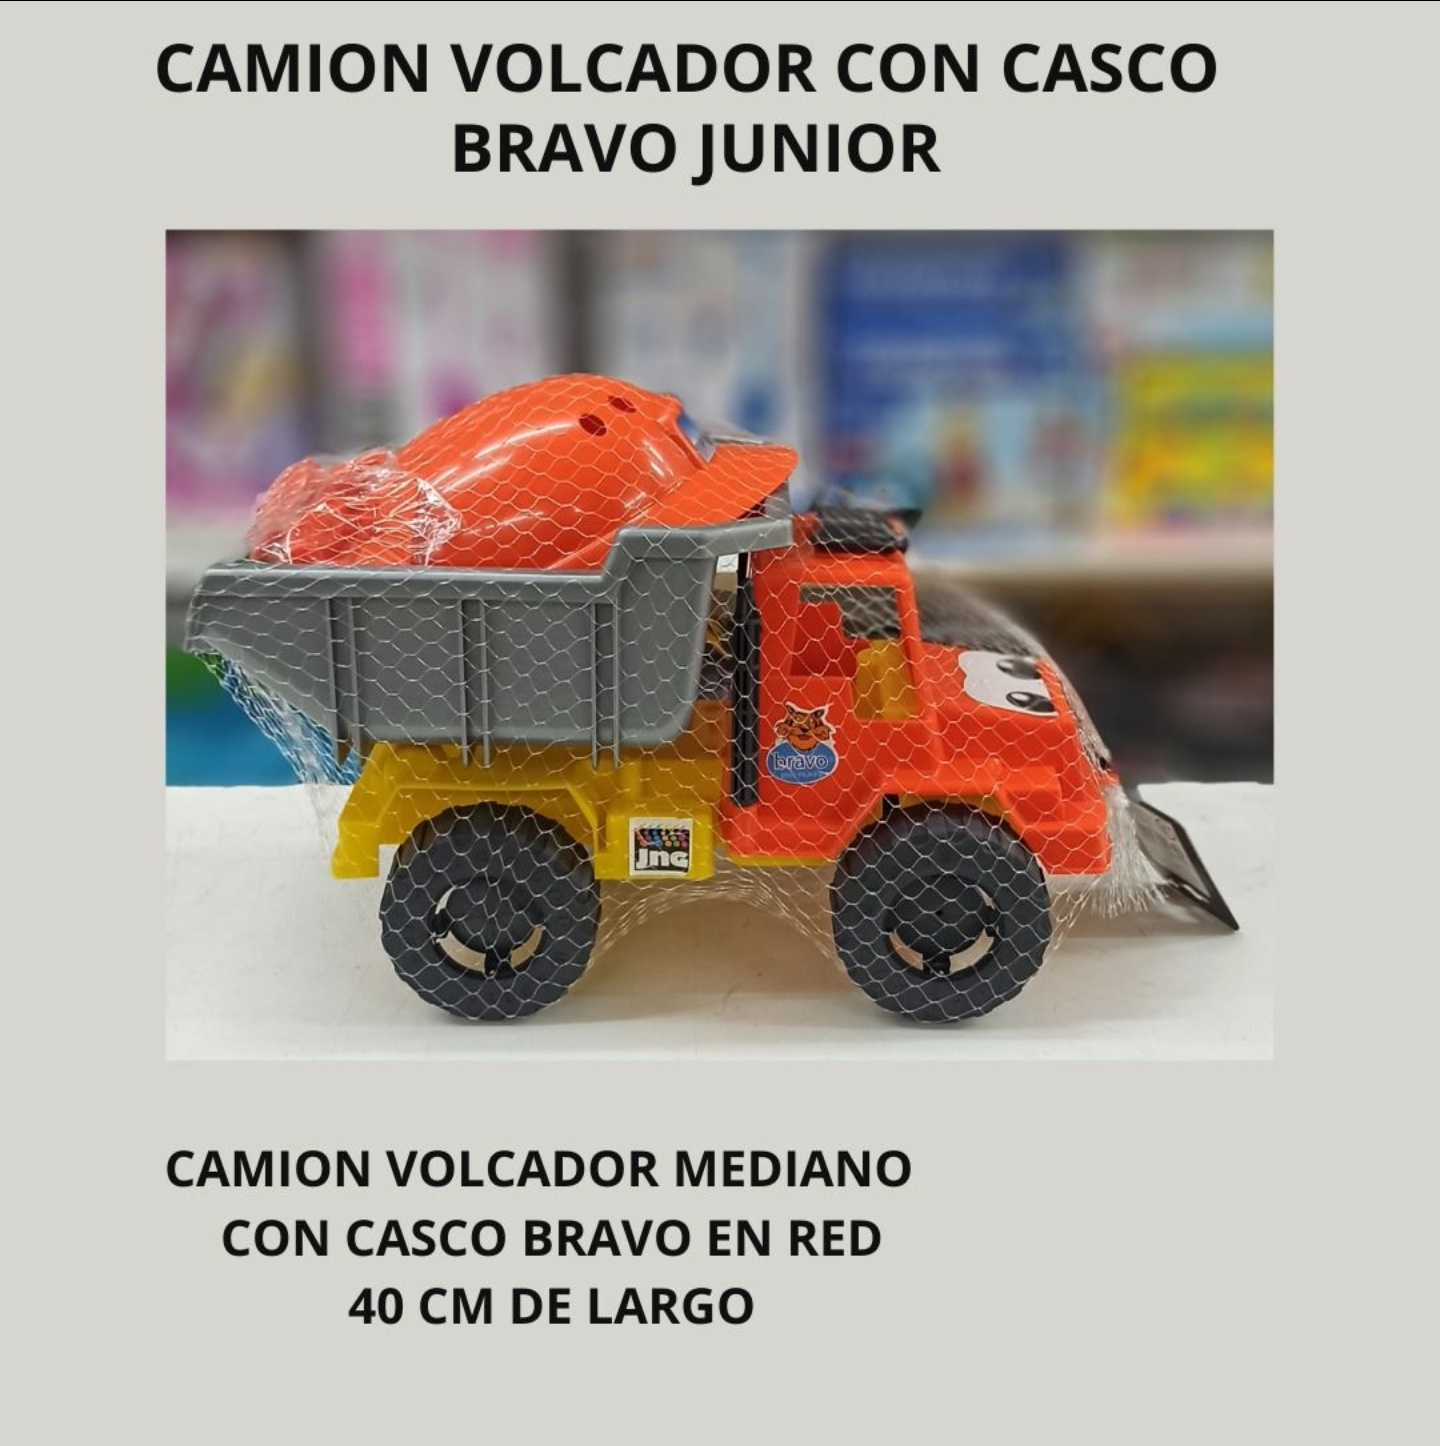 CAMION VOLCADOR CON CASCO
BRAVO JUNIOR
bravo
jng
CAMION VOLCADOR MEDIANO
CON CASCO BRAVO EN RED
40 CM DE LARGO